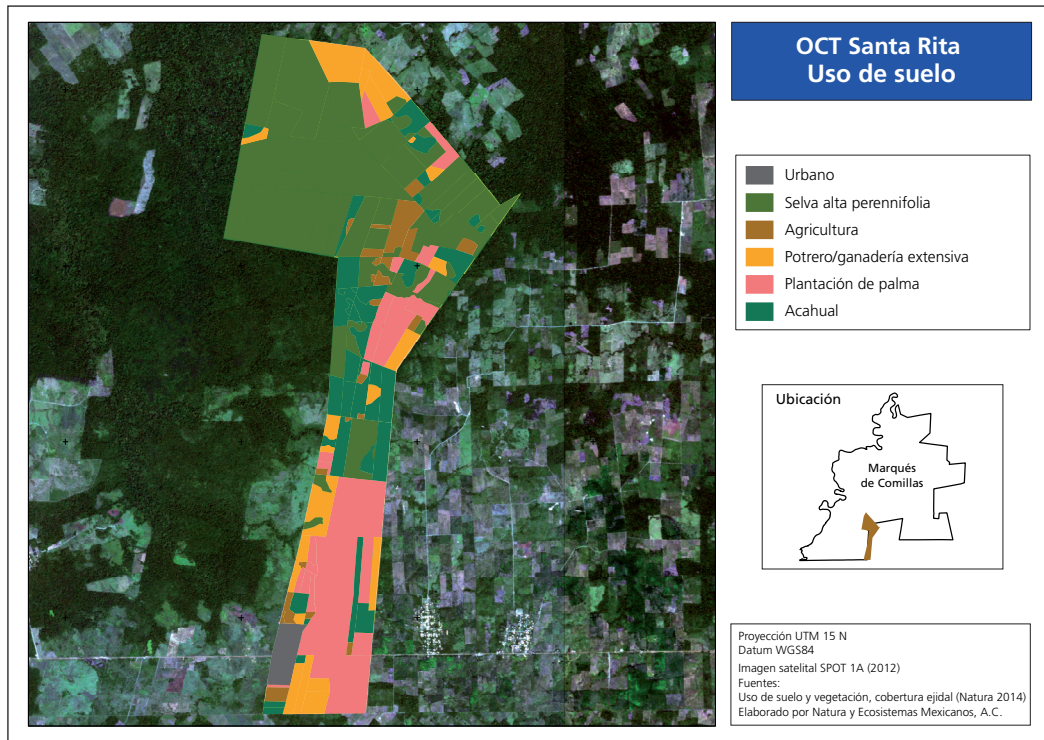 OCT Santa Rita
Uso de suelo
Urbano
Selva alta perennifolia
Agricultura
Potrero/ganadería extensiva
Plantación de palma
Acahual
Ubicación
Marqués
de Comillas
Proyección UTM 15 N
Datum WGS84
Imagen satelital SPOT 1A (2012)
Fuentes:
Uso de suelo y vegetación, cobertura ejidal (Natura 2014)
Elaborado por Natura y Ecosistemas Mexicanos, A.C.